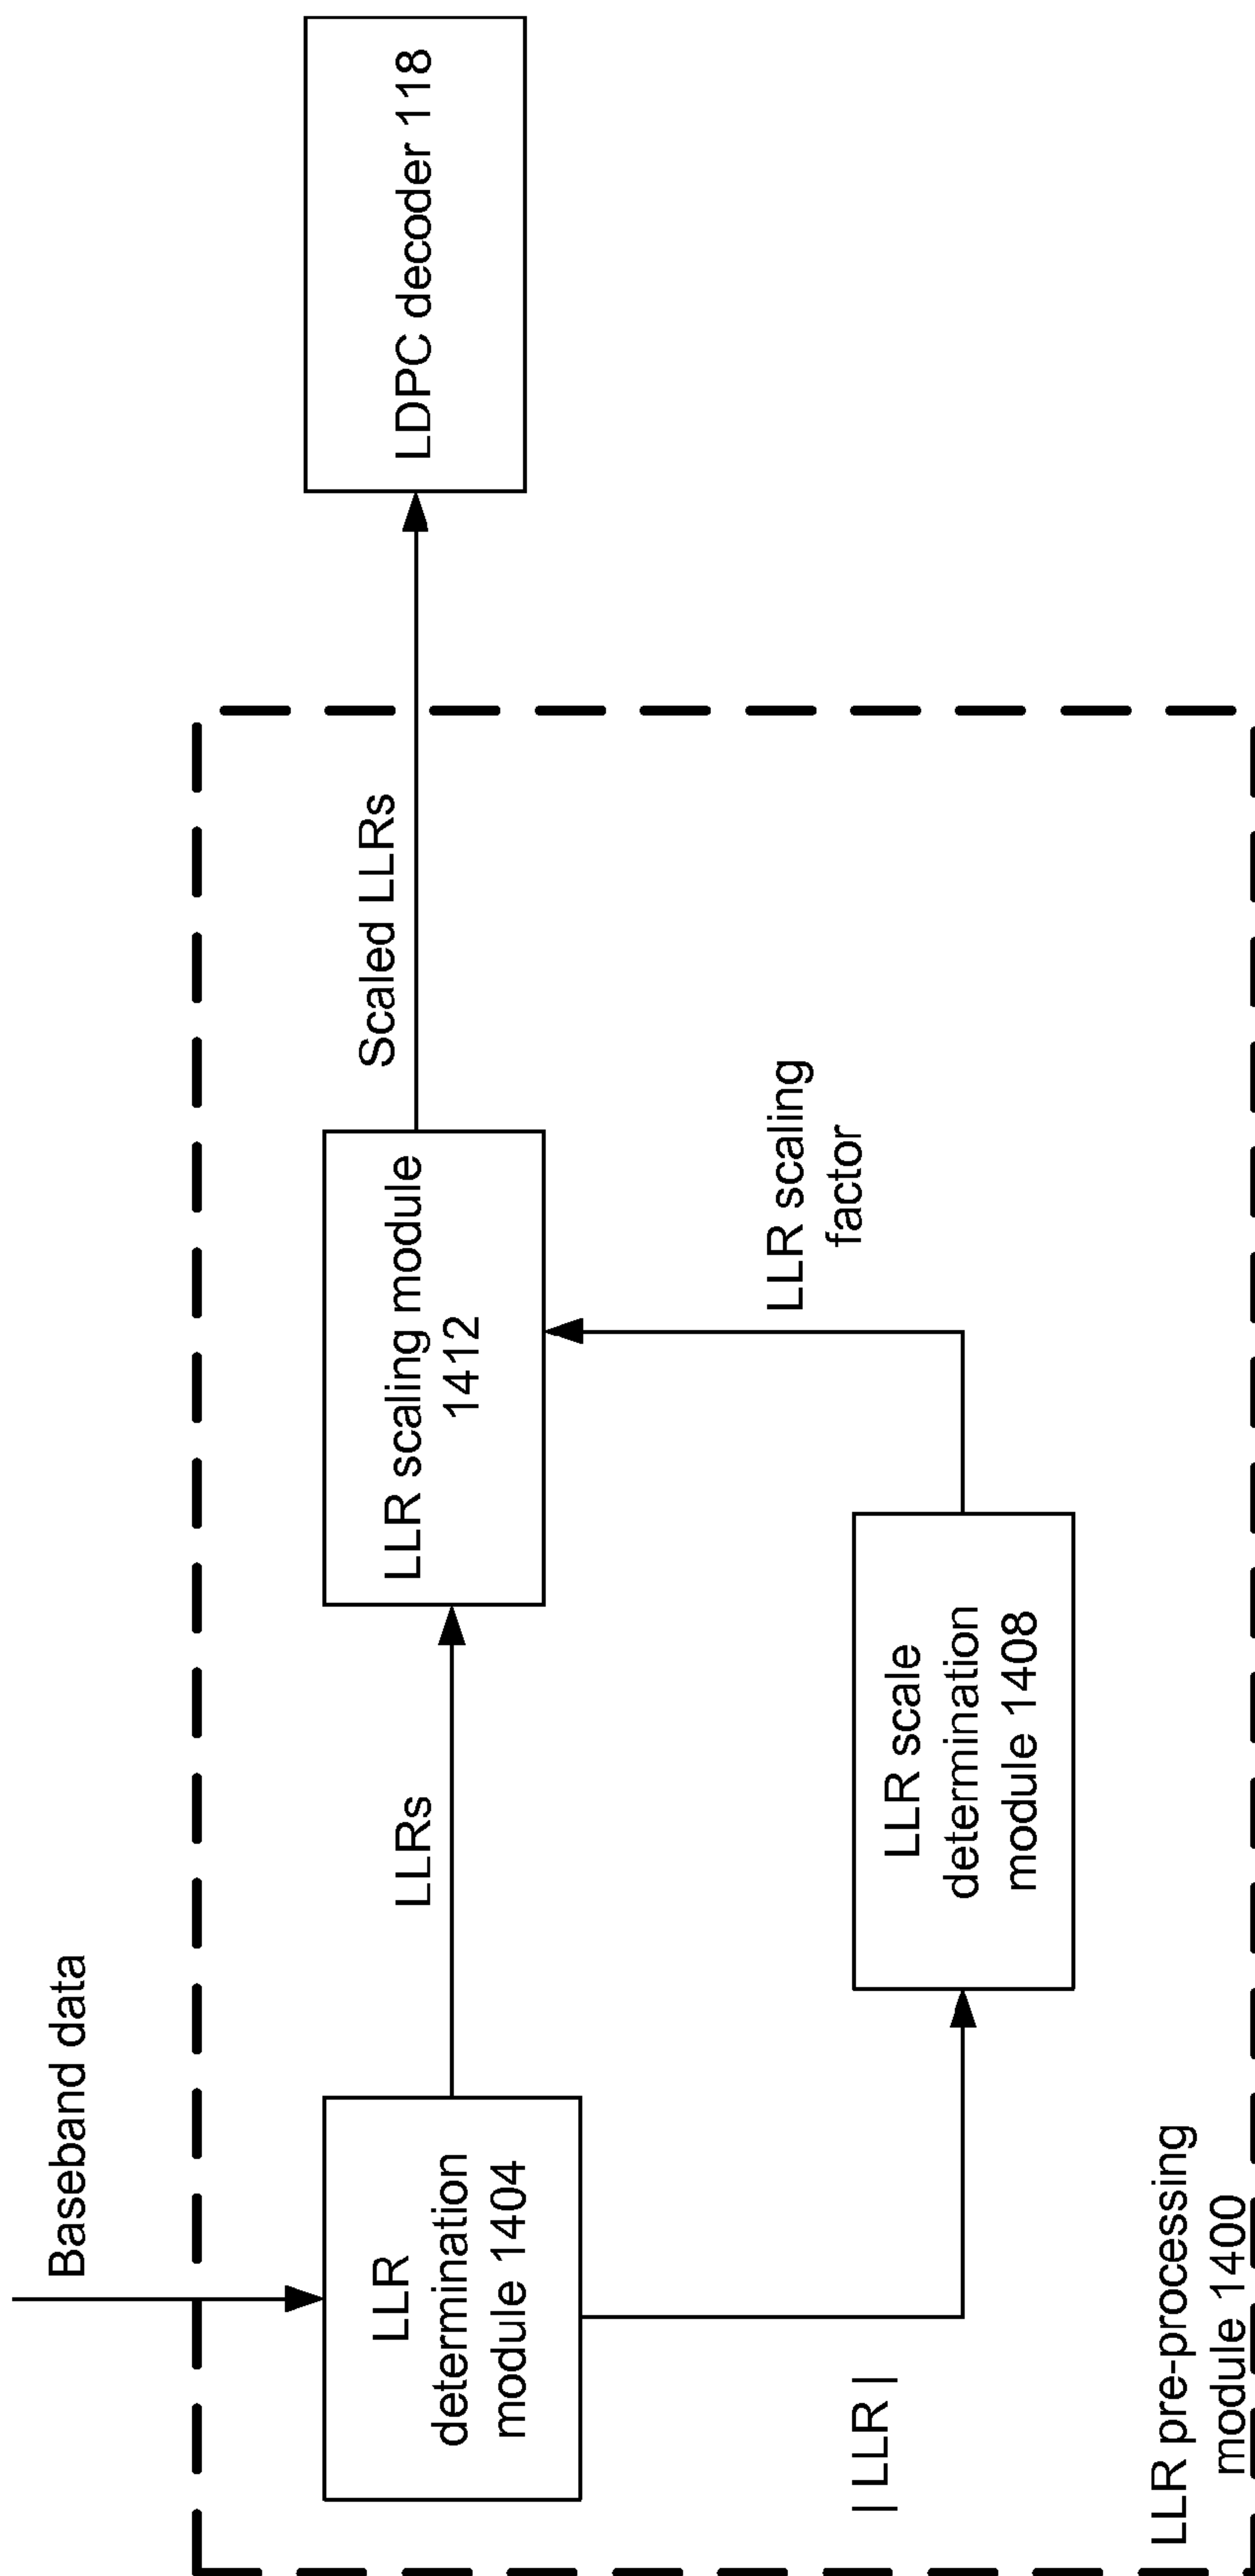 Baseband data
LLR
determination
module 1404
LLRs
LLR scaling module
1412
Scaled LLRs
LDPC decoder 118
| LLR |
LLR scale
determination
module 1408
LLR scaling
factor
LLR pre-processing
module 1400